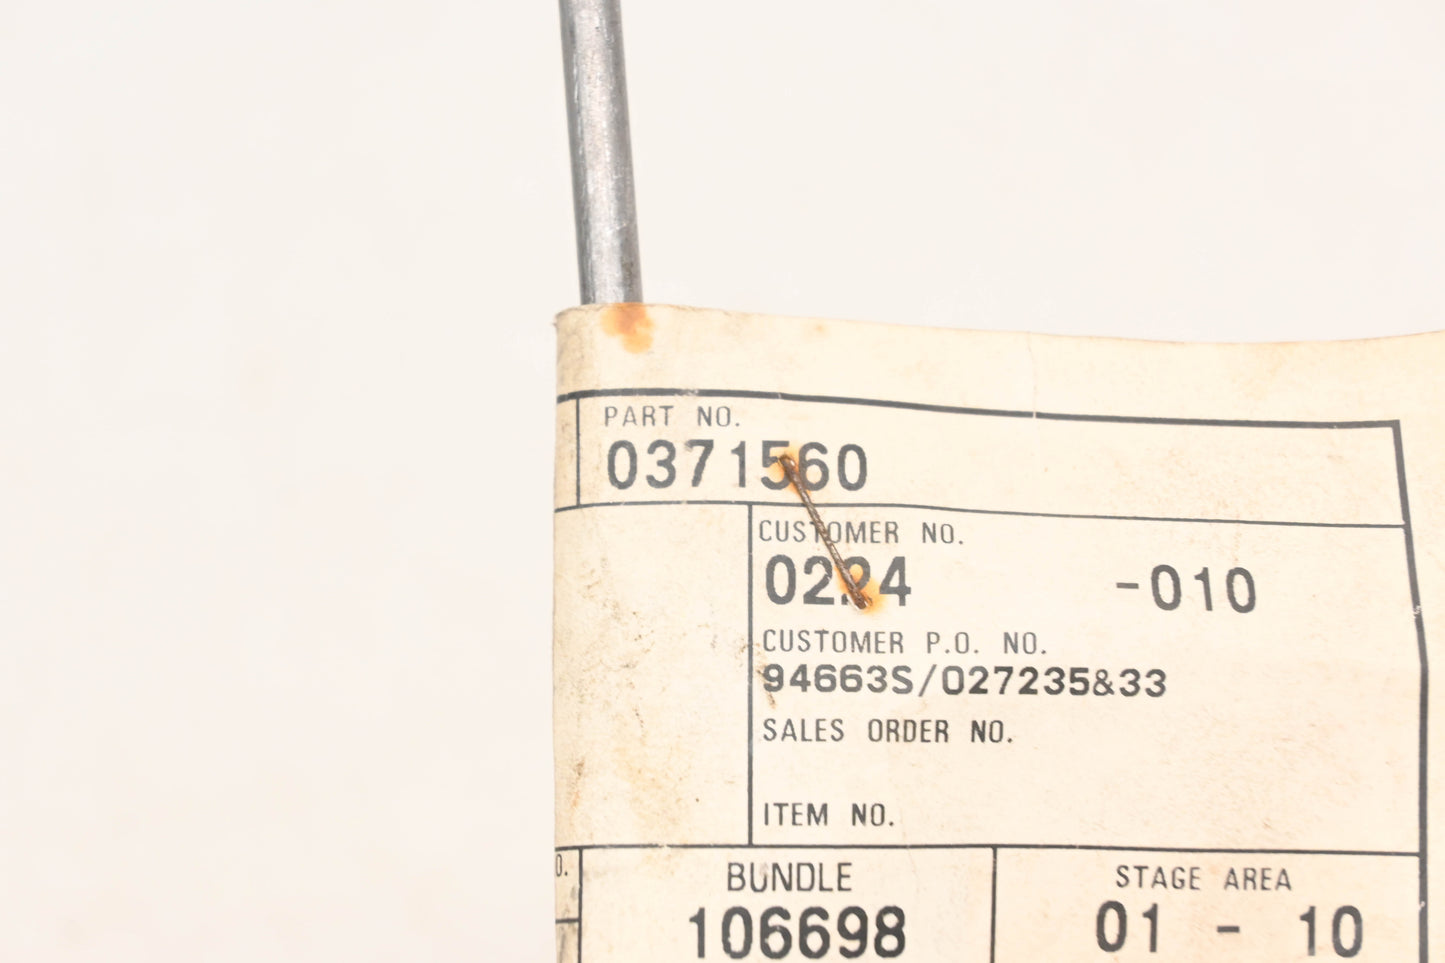 PART NO.
0371560
CUSTOMER NO.
0224 -010
CUSTOMER P.O. NO.
94663S/027235&33
SALES ORDER NO.
ITEM NO.
O.
BUNDLE
106698
STAGE AREA
01 - 10